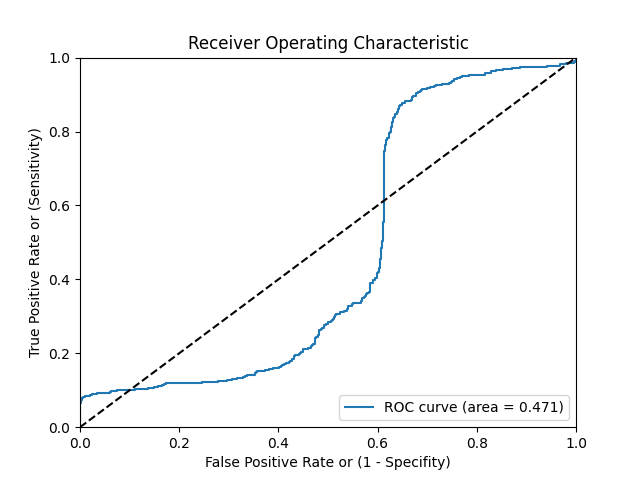 Receiver Operating Characteristic
True Positive Rate or (Sensitivity)
1.0
0.8
0.6
0.4
0.2
0.0
ROC curve (area = 0.471)
0.0 0.2 0.4 0.6 0.8 1.0
False Positive Rate or (1 - Specifity)